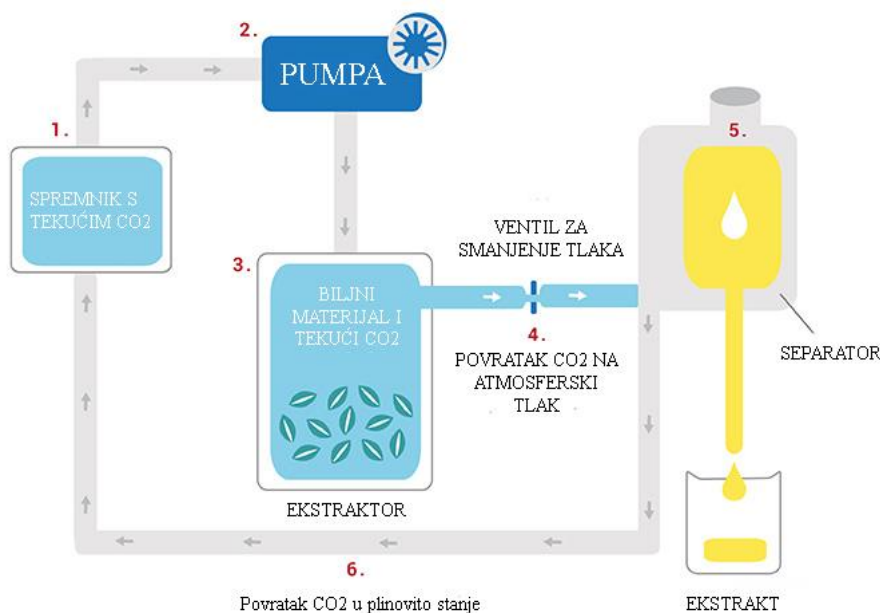 2.
PUMPA
1.
SPREMNIK S
TEKUĆIM CO2
5.
3.
BILJNI
MATERIJAL I
TEKUĆI CO2
VENTIL ZA
SMANJENJE TLAKA
4.
POVRATAK CO2 NA
ATMOSFERSKI
TLAK
SEPARATOR
EKSTRAKTOR
6.
Povratak CO2 u plinovito stanje
EKSTRAKT